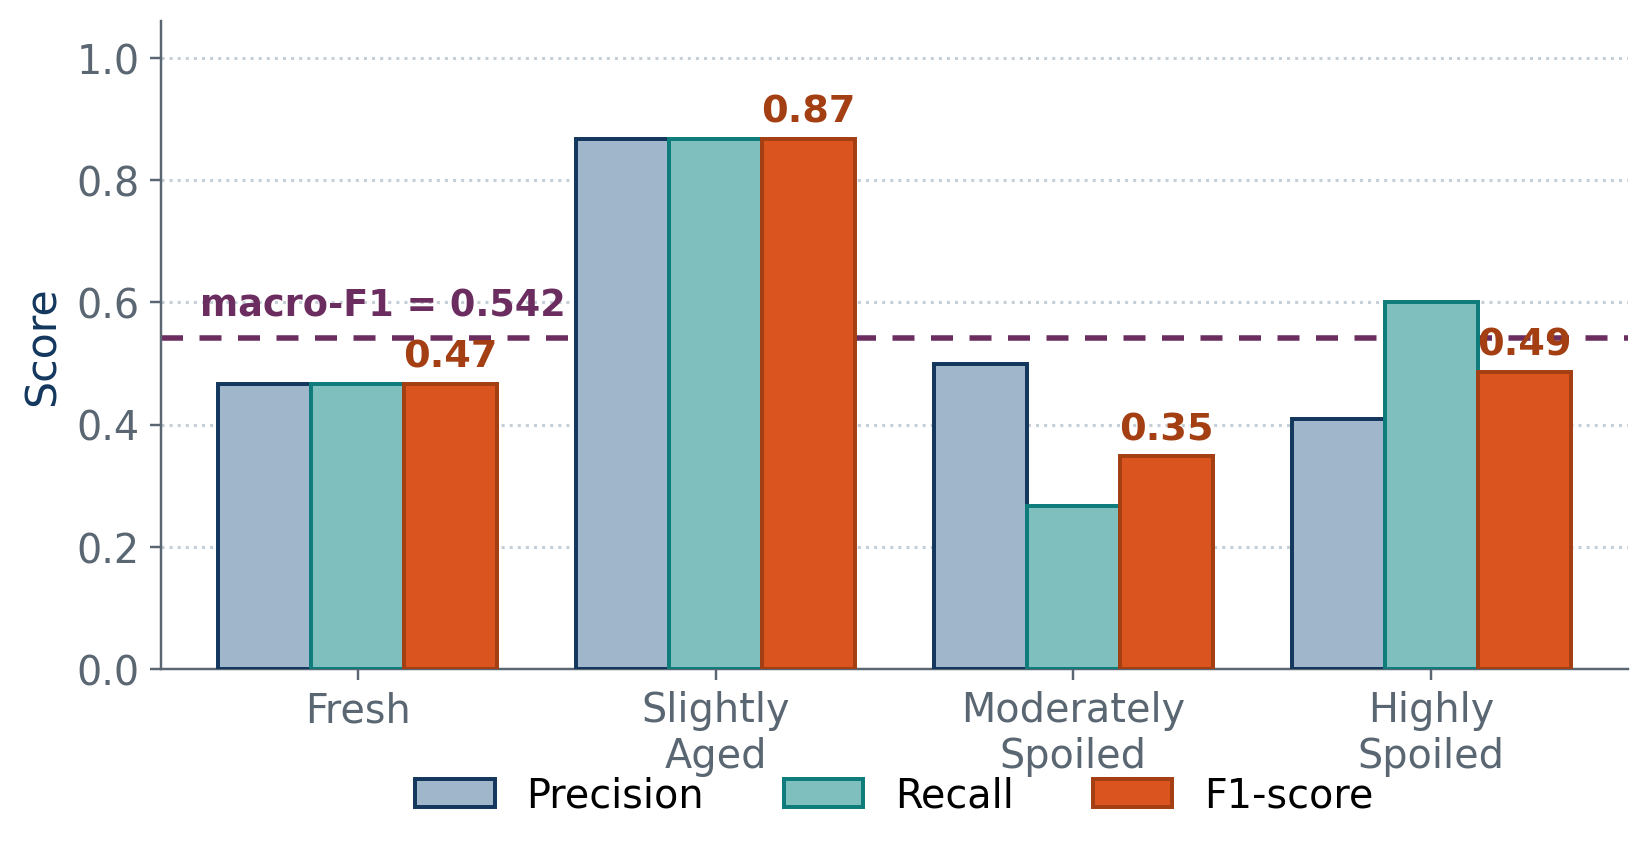 1.0
0.8
0.6
0.4
0.2
0.0
Score
macro-F1 = 0.542
0.47
0.87
0.35
0.49
Fresh
Slightly
Aged
Moderately
Spoiled
Highly
Spoiled
Precision
Recall
F1-score